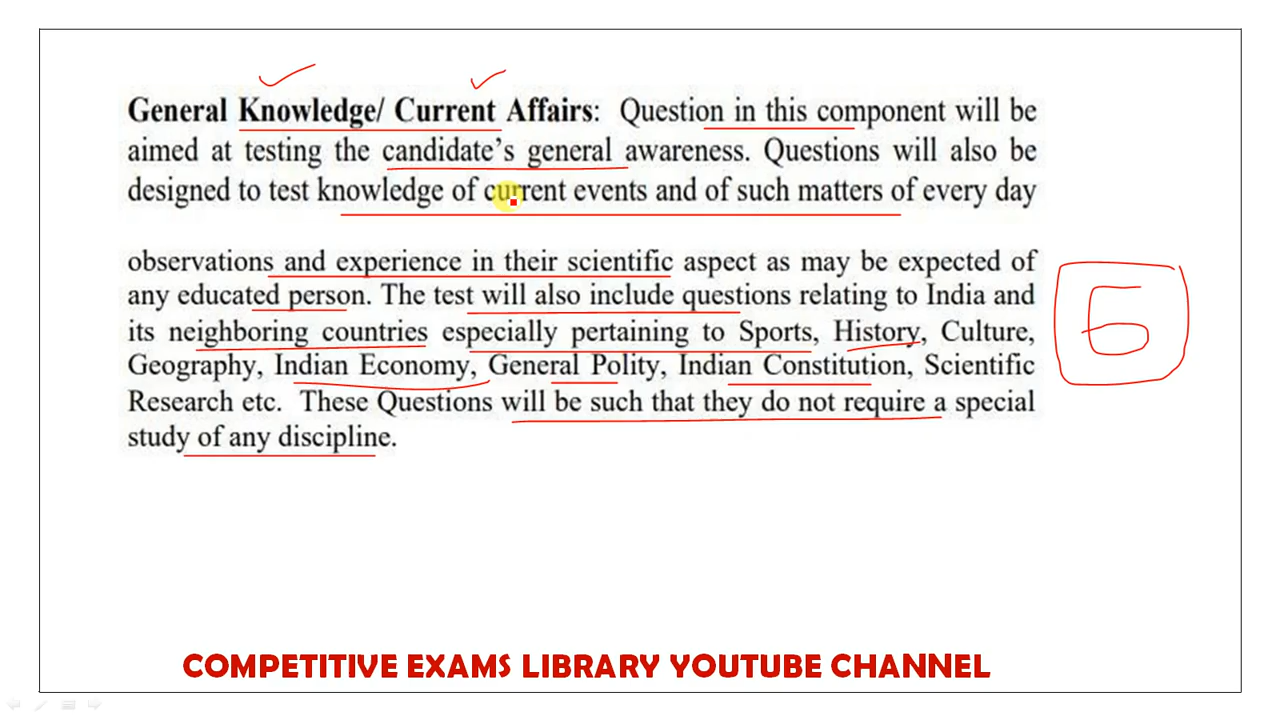 General Knowledge/ Current Affairs: Question in this component will be
aimed at testing the candidate's general awareness. Questions will also be
designed to test knowledge of current events and of such matters of every day
observations and experience in their scientific aspect as may be expected of
any educated person. The test will also include questions relating to India and
its neighboring countries especially pertaining to Sports, History, Culture,
Geography, Indian Economy, General Polity, Indian Constitution, Scientific
Research etc. These Questions will be such that they do not require a special
study of any discipline.
5
COMPETITIVE EXAMS LIBRARY YOUTUBE CHANNEL